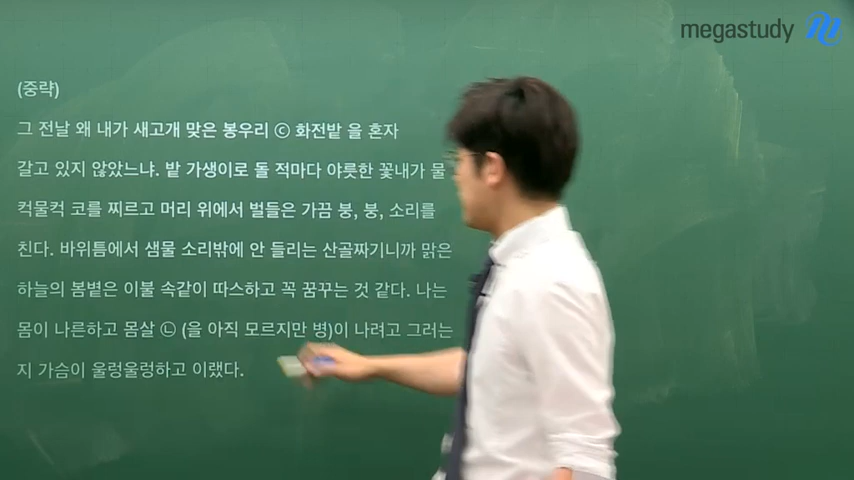 megastudy
(중략)
그 전날 왜 내가 새고개 맞은 봉우리 ㉢ 화전밭 을 혼자
갈고 있지 않았느냐. 밭 가생이로 돌 적마다 야릇한 꽃내가 물
컥물컥 코를 찌르고 머리 위에서 벌들은 가끔 붕, 붕, 소리를
친다. 바위틈에서 샘물 소리밖에 안 들리는 산골짜기니까 맑은
하늘의 봄볕은 이불 속같이 따스하고 꼭 꿈꾸는 것 같다. 나는
몸이 나른하고 몸살 ㉡ (을 아직 모르지만 병)이 나려고 그러는
지 가슴이 울렁울렁하고 이랬다.